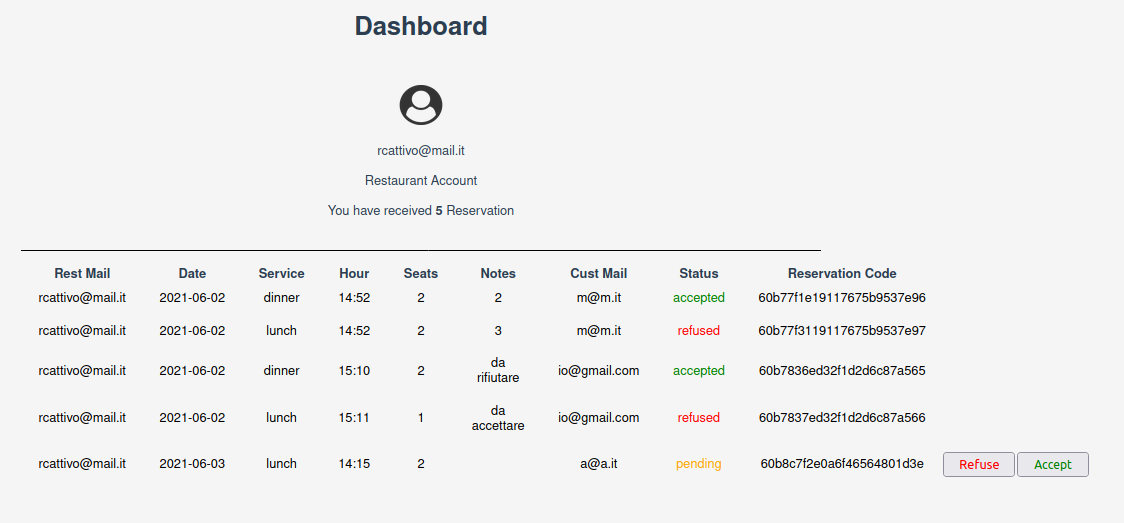 Dashboard
rcattivo@mail.it
Restaurant Account
You have received 5 Reservation
Rest Mail Date Service Hour Seats Notes Cust Mail Status Reservation Code
rcattivo@mail.it 2021-06-02 dinner 14:52 2 2 m@m.it accepted 60b77f1e19117675b9537e96
rcattivo@mail.it 2021-06-02 lunch 14:52 2 3 m@m.it refused 60b77f3119117675b9537e97
rcattivo@mail.it 2021-06-02 dinner 15:10 2 da rifiutare io@gmail.com accepted 60b7836ed32f1d2d6c87a565
rcattivo@mail.it 2021-06-02 lunch 15:11 1 da accettare io@gmail.com refused 60b7837ed32f1d2d6c87a566
rcattivo@mail.it 2021-06-03 lunch 14:15 2 a@a.it pending 60b8c7f2e0a6f46564801d3e Refuse Accept